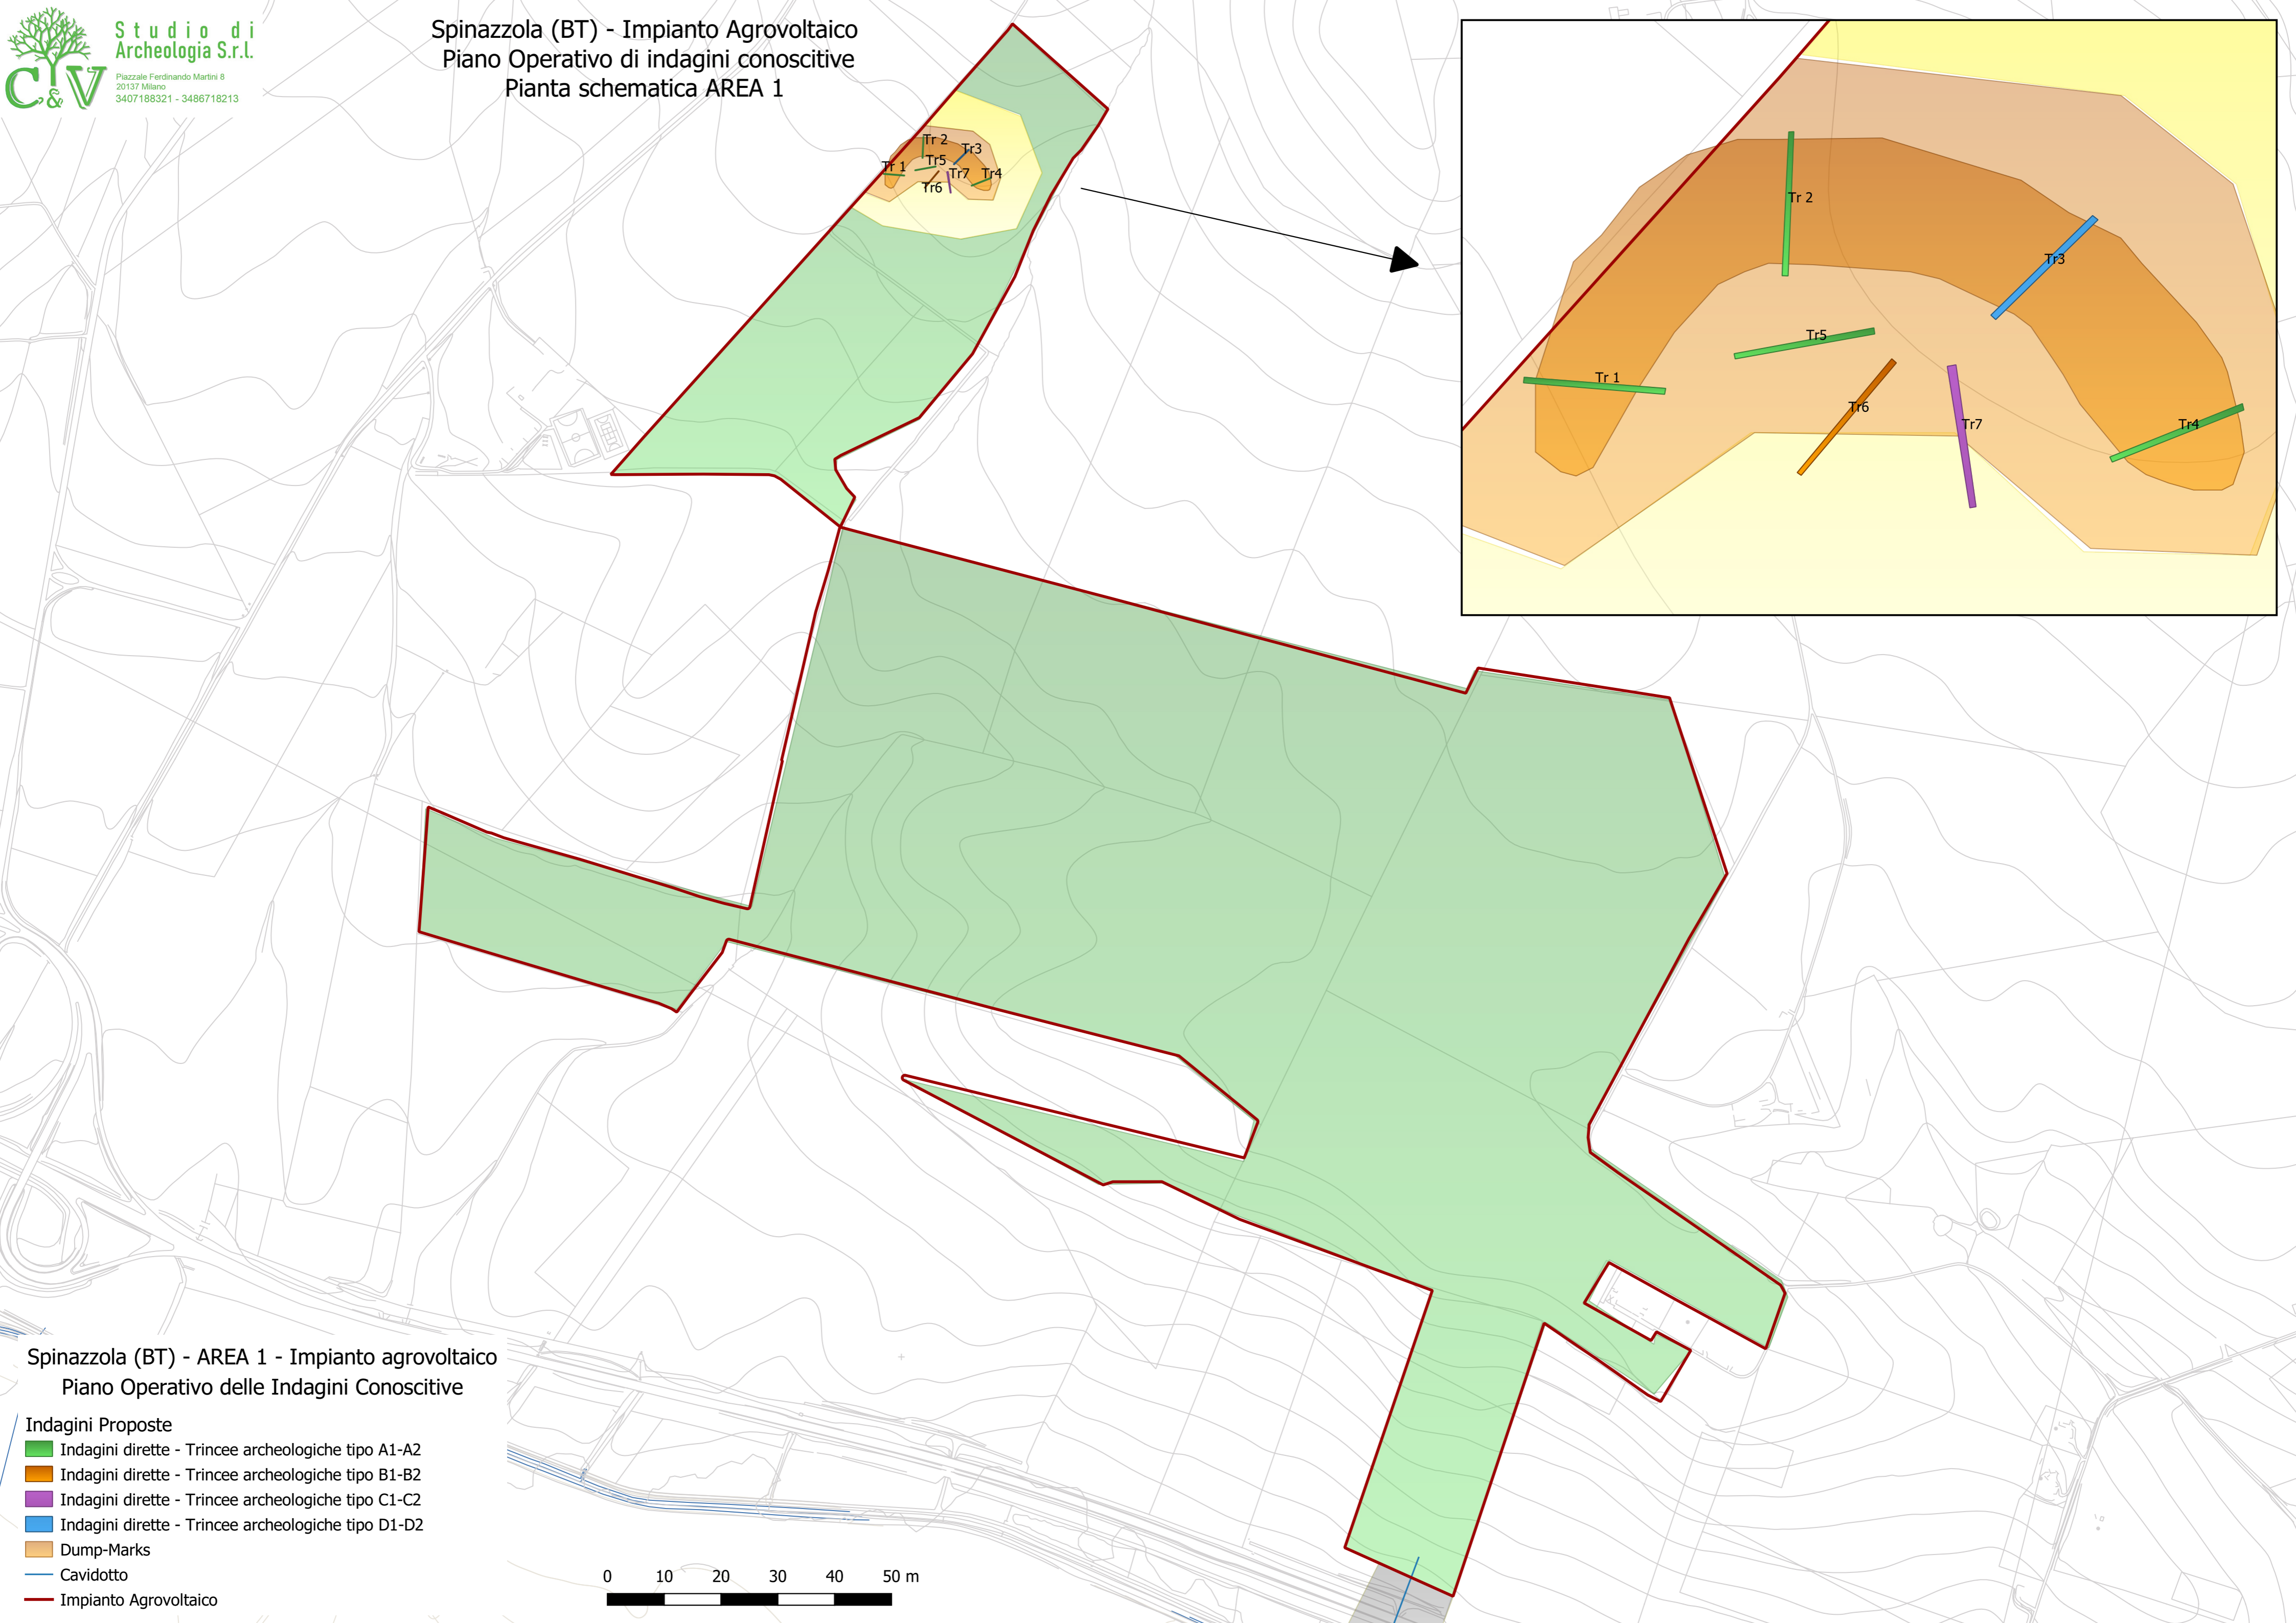 Studio di
Archeologia S.r.l.
C&V
Piazzale Ferdinando Martini 8
20137 Milano
3407188321 - 3486718213
Spinazzola (BT) - Impianto Agrovoltaico
Piano Operativo di indagini conoscitive
Pianta schematica AREA 1
Tr 2
Tr3
Tr 1
Tr5
Tr7
Tr4
Tr6
Tr 2
Tr3
Tr5
Tr 1
Tr6
Tr7
Tr4
Spinazzola (BT) - AREA 1 - Impianto agrovoltaico
Piano Operativo delle Indagini Conoscitive
Indagini Proposte
Indagini dirette - Trincee archeologiche tipo A1-A2
Indagini dirette - Trincee archeologiche tipo B1-B2
Indagini dirette - Trincee archeologiche tipo C1-C2
Indagini dirette - Trincee archeologiche tipo D1-D2
Dump-Marks
Cavidotto
Impianto Agrovoltaico
0 10 20 30 40 50 m